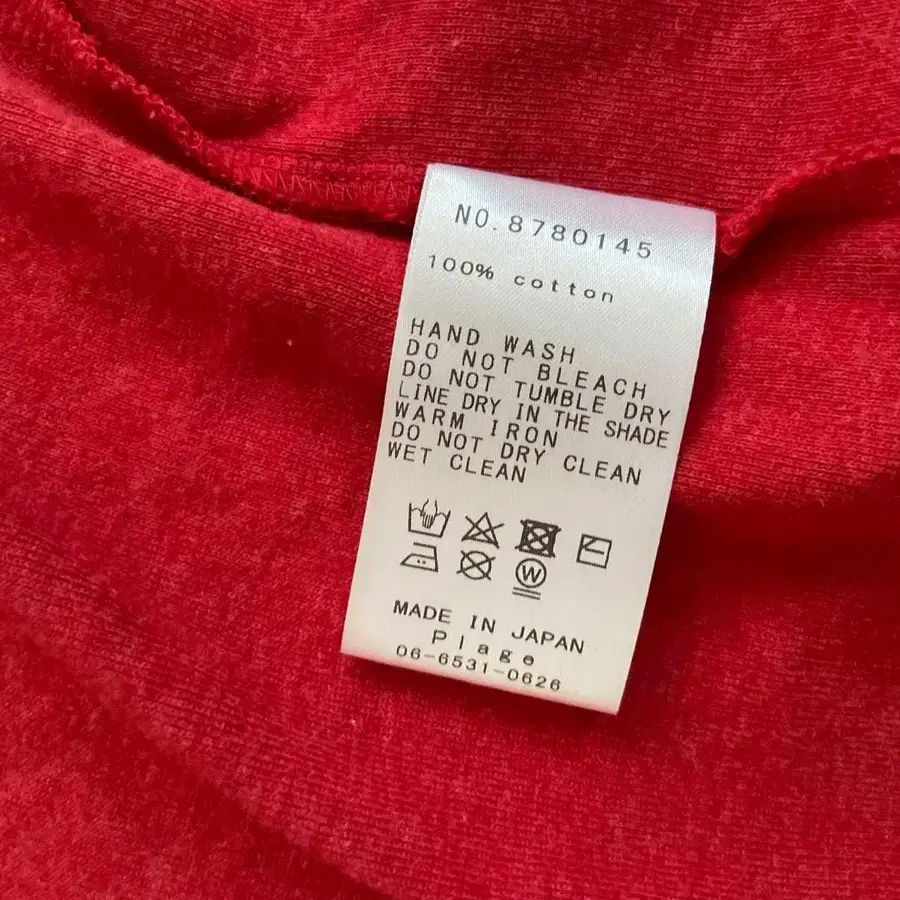 NO.8780145
100% cotton
HAND WASH
DO NOT BLEACH
DO NOT TUMBLE DRY
LINE DRY IN THE SHADE
WARM IRON
DO NOT DRY CLEAN
WET CLEAN
W
MADE IN JAPAN
Plage
06-6531-0626